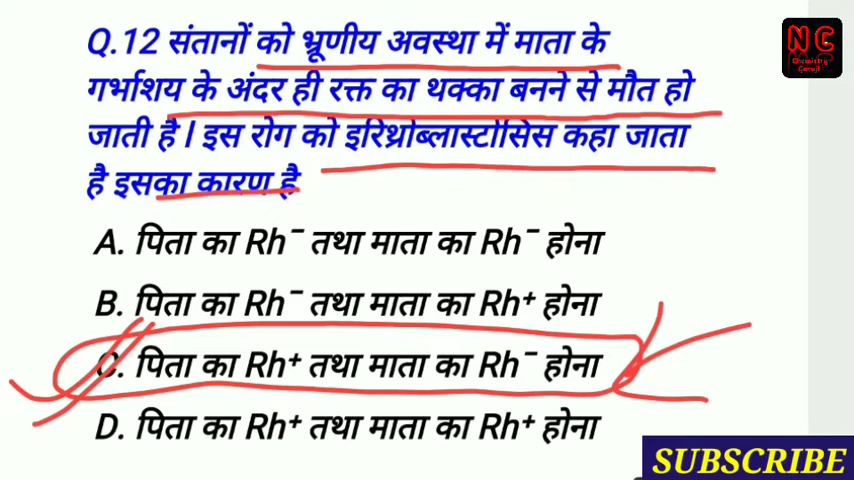 Q.12 संतानों को भ्रूणीय अवस्था में माता के
गर्भाशय के अंदर ही रक्त का थक्का बनने से मौत हो
जाती है l इस रोग को इरिथ्रोब्लास्टोसिस कहा जाता
है इसका कारण है
A. पिता का Rh⁻ तथा माता का Rh⁻ होना
B. पिता का Rh⁻ तथा माता का Rh⁺ होना
C. पिता का Rh⁺ तथा माता का Rh⁻ होना
D. पिता का Rh⁺ तथा माता का Rh⁺ होना
NC
Chemistry
SUBSCRIBE